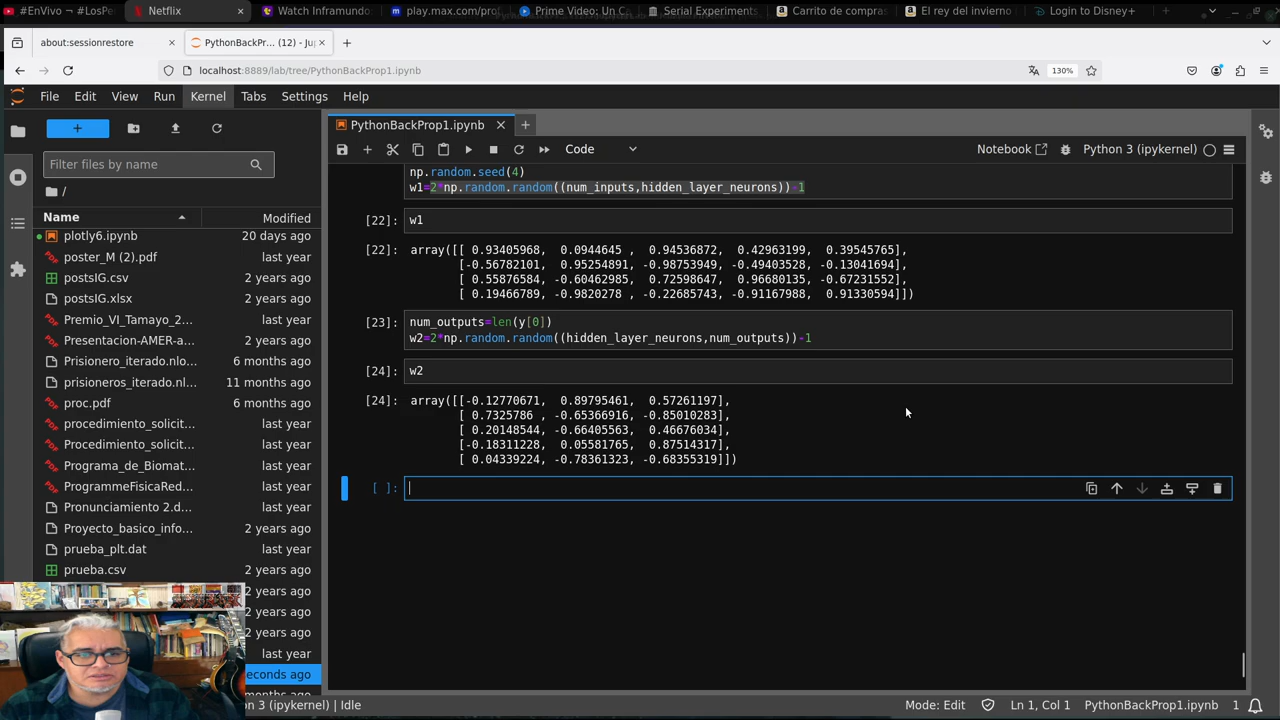 #EnVivo ¬ #LosPer
Netflix
Watch Inframundo
play.max.com/pro
Prime Video: Un Ca
Serial Experiments
Carrito de compras
El rey del invierno
Login to Disney+
about:sessionrestore
PythonBackPr... (12) - Jup
localhost:8889/lab/tree/PythonBackProp1.ipynb
130%
File Edit View Run Kernel Tabs Settings Help
PythonBackProp1.ipynb
Filter files by name
Code
Notebook
Python 3 (ipykernel)
/
Name Modified
plotly6.ipynb 20 days ago
poster_M (2).pdf last year
postsIG.csv 2 years ago
postsIG.xlsx 2 years ago
Premio_VI_Tamayo_2... last year
Presentacion-AMER-a... 2 years ago
Prisionero_iterado.nlo... 6 months ago
prisioneros_iterado.nl... 11 months ago
proc.pdf 6 months ago
procedimiento_solicit... 2 years ago
Procedimiento_solicit... 2 years ago
Programa_de_Biomat... last year
ProgrammeFisicaRed... last year
Pronunciamiento 2.d... last year
Proyecto_basico_info... 2 years ago
prueba_plt.dat last year
prueba.csv 2 years ago
years ago
years ago
years ago
last year
seconds ago
months ago
np.random.seed(4)
w1=2*np.random.random((num_inputs,hidden_layer_neurons))-1
[22]: w1
[22]: array([[ 0.93405968, 0.0944645 , 0.94536872, 0.42963199, 0.39545765],
[-0.56782101, 0.95254891, -0.98753949, -0.49403528, -0.13041694],
[ 0.55876584, -0.60462985, 0.72598647, 0.96680135, -0.67231552],
[ 0.19466789, -0.9820278 , -0.22685743, -0.91167988, 0.91330594]])
[23]: num_outputs=len(y[0])
w2=2*np.random.random((hidden_layer_neurons,num_outputs))-1
[24]: w2
[24]: array([[-0.12770671, 0.89795461, 0.57261197],
[ 0.7325786 , -0.65366916, -0.85010283],
[ 0.20148544, -0.66405563, 0.46676034],
[-0.18311228, 0.05581765, 0.87514317],
[ 0.04339224, -0.78361323, -0.68355319]])
[ ]:
n 3 (ipykernel) | Idle
Mode: Edit
Ln 1, Col 1
PythonBackProp1.ipynb
1